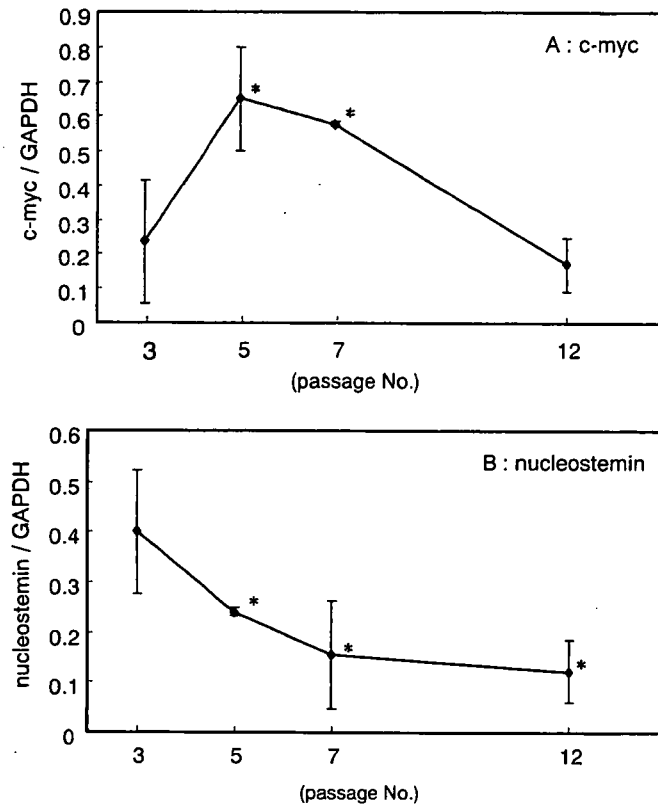 0.9
0.8
0.7
0.6
0.5
0.4
0.3
0.2
0.1
0
c-myc / GAPDH
A : c-myc
*
*
3 5 7 12
(passage No.)
0.6
0.5
0.4
0.3
0.2
0.1
0
nucleostemin / GAPDH
B : nucleostemin
*
*
*
3 5 7 12
(passage No.)